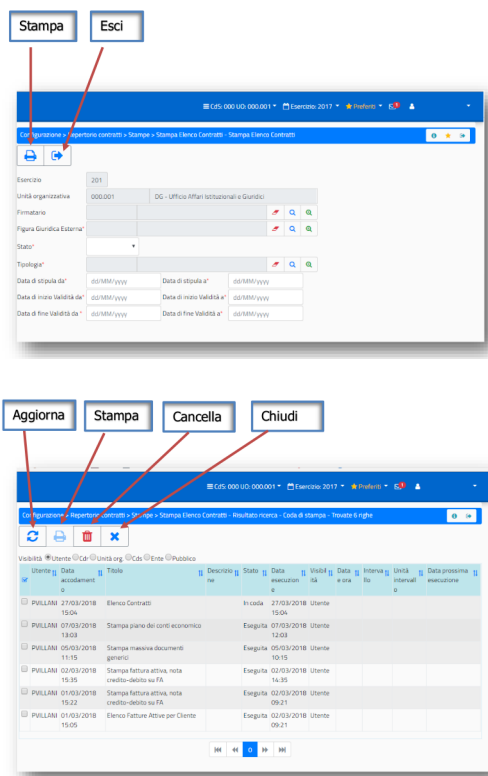 Stampa Esci
CdS: 000 UO: 000.001 Esercizio: 2017 Preferiti
Configurazione > Repertorio contratti > Stampe > Stampa Elenco Contratti - Stampa Elenco Contratti
Esercizio 201
Unità organizzativa 000.001 DG - Ufficio Affari Istituzionali e Giuridici
Firmatario
Figura Giuridica Esterna*
Stato*
Tipologia*
Data di stipula da* dd/MM/yyyy Data di stipula a* dd/MM/yyyy
Data di inizio Validità da* dd/MM/yyyy Data di inizio Validità a* dd/MM/yyyy
Data di fine Validità da * dd/MM/yyyy Data di fine Validità a* dd/MM/yyyy
Aggiorna Stampa Cancella Chiudi
CdS: 000 UO: 000.001 Esercizio: 2017 Preferiti
Configurazione > Repertorio contratti > Stampe > Stampa Elenco Contratti - Risultato ricerca - Coda di stampa - Trovate 6 righe
Visibilità Utente Cdr Unità org. Cds Ente Pubblico
Utente Data Titolo Descrizio Stato Data Visibil Data Interva Unità Data prossima
accodament ne esecuzion ità e ora llo intervall esecuzione
o e o
PVILLANI 27/03/2018 Elenco Contratti In coda 27/03/2018 Utente
15:04 15:04
PVILLANI 07/03/2018 Stampa piano dei conti economico Eseguita 07/03/2018 Utente
13:03 12:03
PVILLANI 05/03/2018 Stampa massiva documenti Eseguita 05/03/2018 Utente
11:15 generici 10:15
PVILLANI 02/03/2018 Stampa fattura attiva, nota Eseguita 02/03/2018 Utente
15:35 credito-debito su FA 14:35
PVILLANI 01/03/2018 Stampa fattura attiva, nota Eseguita 02/03/2018 Utente
15:22 credito-debito su FA 09:21
PVILLANI 01/03/2018 Elenco Fatture Attive per Cliente Eseguita 02/03/2018 Utente
15:05 09:21
0